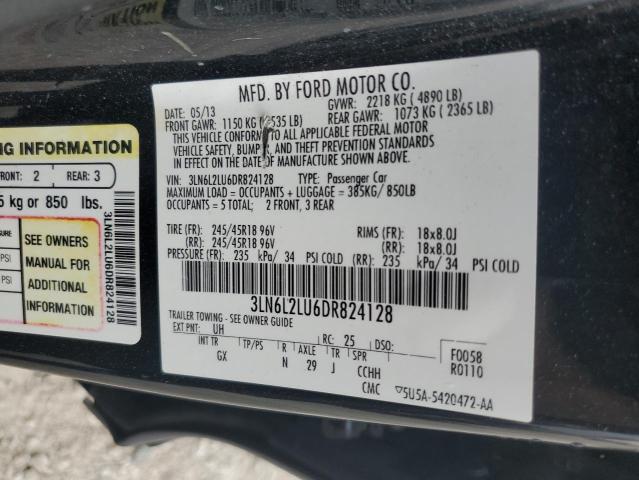 MFD. BY FORD MOTOR CO.
DATE: 05/13 GVWR: 2218 KG ( 4890 LB)
FRONT GAWR: 1150 KG ( 2535 LB) REAR GAWR: 1073 KG ( 2365 LB)
THIS VEHICLE CONFORMS TO ALL APPLICABLE FEDERAL MOTOR
VEHICLE SAFETY, BUMPER, AND THEFT PREVENTION STANDARDS
IN EFFECT ON THE DATE OF MANUFACTURE SHOWN ABOVE.
VIN: 3LN6L2LU6DR824128 TYPE: Passenger Car
MAXIMUM LOAD = OCCUPANTS + LUGGAGE = 385KG/ 850LB
OCCUPANTS = 5 TOTAL; 2 FRONT, 3 REAR
TIRE (FR): 245/45R18 96V RIMS (FR): 18x8.0J
(RR): 245/45R18 96V (RR): 18x8.0J
PRESSURE (FR): 235 kPa/ 34 PSI COLD (RR): 235 kPa/ 34 PSI COLD
3LN6L2LU6DR824128
TRAILER TOWING - SEE OWNER GUIDE
EXT PNT: UH RC: 25 DSO: F0058
INT TR TP/PS R AXLE TR SPR R0110
GX N 29 J CCHH
CMC 5U5A-5420472-AA
NG INFORMATION
FRONT: 2 REAR: 3
5 kg or 850 lbs.
SEE OWNERS
MANUAL FOR
ADDITIONAL
INFORMATION
3LN6L2LU6DR824128
PSI
PSI